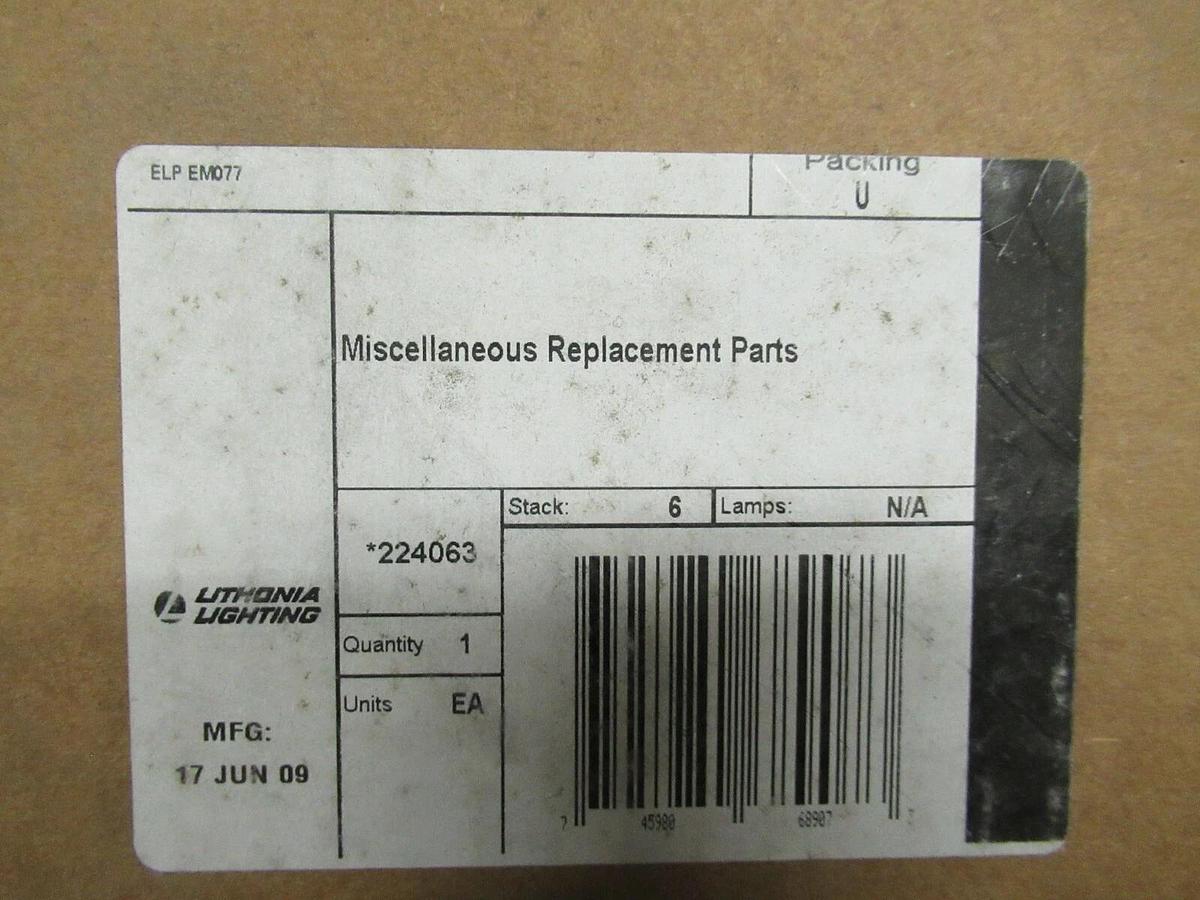 ELP EM077
Packing
U
Miscellaneous Replacement Parts
Stack: 6
Lamps: N/A
*224063
LITHONIA
LIGHTING
Quantity 1
Units EA
MFG:
17 JUN 09
7 45980 68907